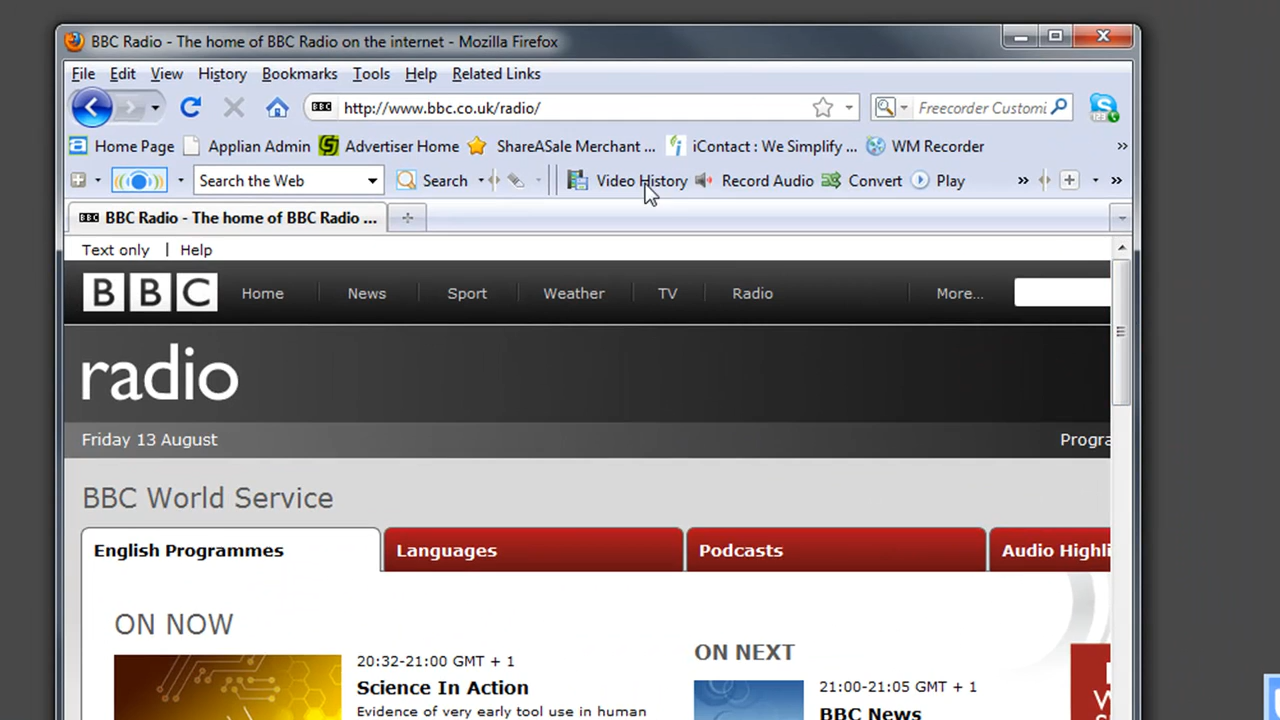 BBC Radio - The home of BBC Radio on the internet - Mozilla Firefox
File Edit View History Bookmarks Tools Help Related Links
BBC http://www.bbc.co.uk/radio/ Freecorder Customi
Home Page Applian Admin Advertiser Home ShareASale Merchant ... iContact : We Simplify ... WM Recorder »
Search the Web Search Video History Record Audio Convert Play » »
BBC BBC Radio - The home of BBC Radio ...
Text only | Help
BBC Home News Sport Weather TV Radio More...
radio
Friday 13 August Progra
BBC World Service
English Programmes Languages Podcasts Audio Highli
ON NOW
20:32-21:00 GMT + 1
Science In Action
Evidence of very early tool use in human
ON NEXT
21:00-21:05 GMT + 1
BBC News